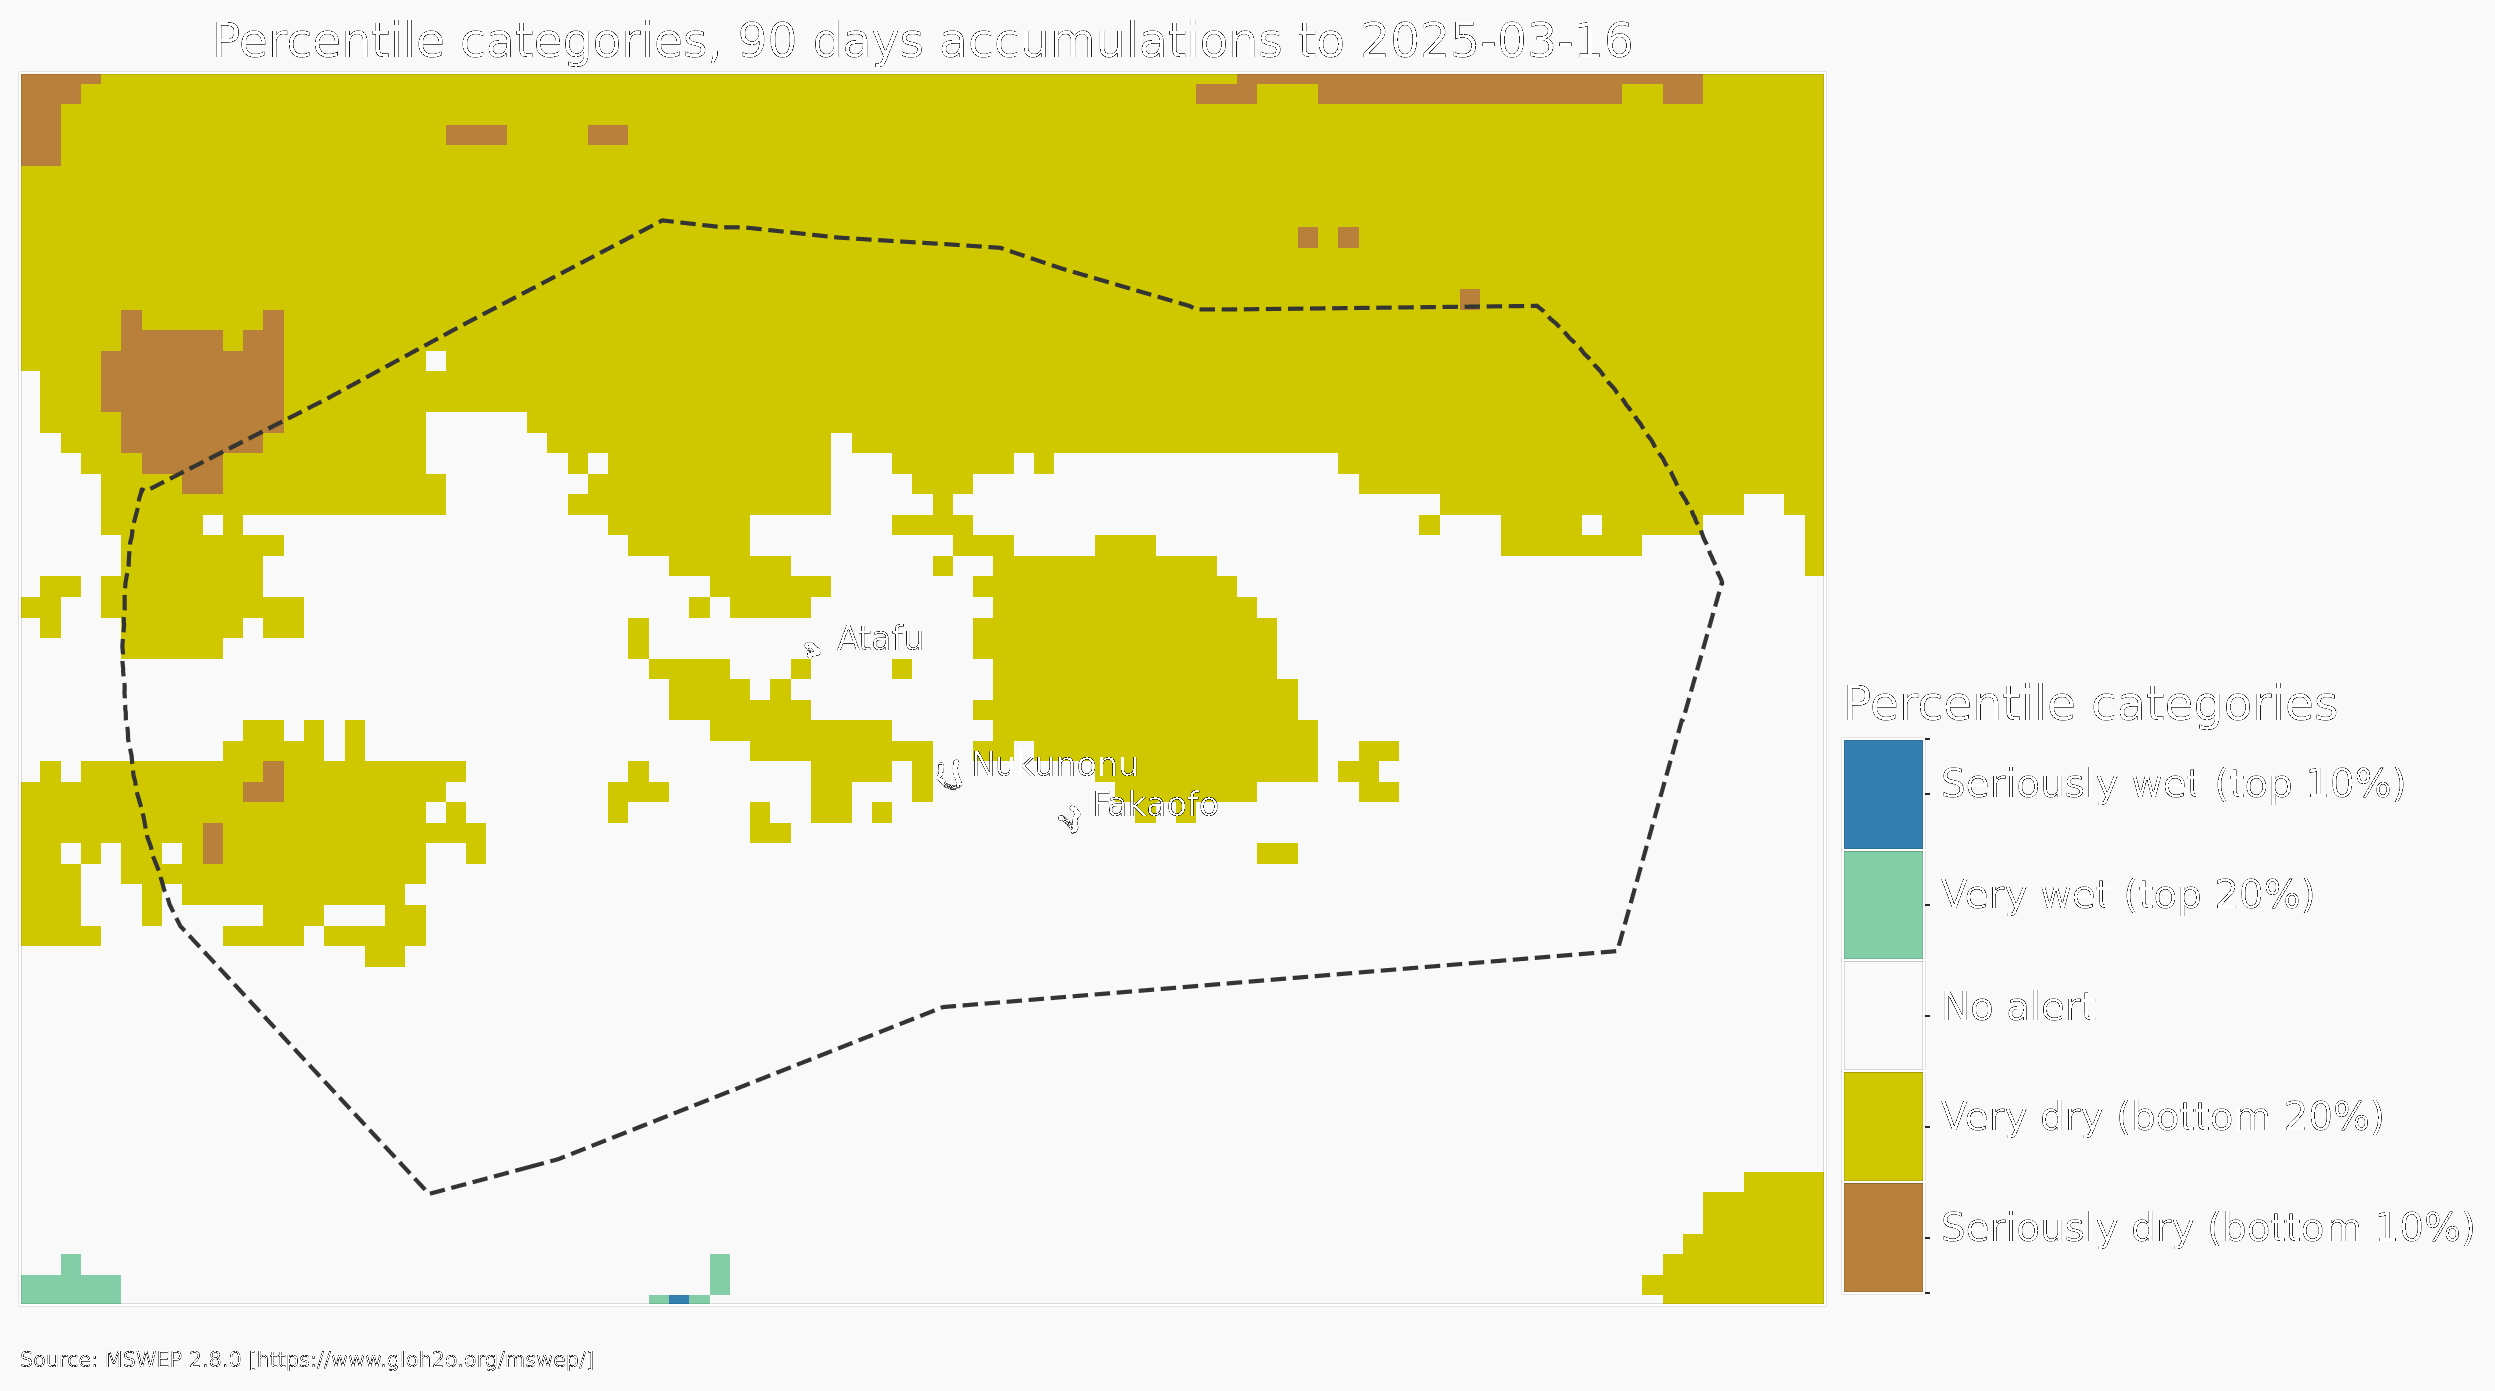 Percentile categories, 90 days accumulations to 2025-03-16
Atafu
Nukunonu
Fakaofo
Percentile categories
Seriously wet (top 10%)
Very wet (top 20%)
No alert
Very dry (bottom 20%)
Seriously dry (bottom 10%)
Source: MSWEP 2.8.0 [https://www.gloh2o.org/mswep/]